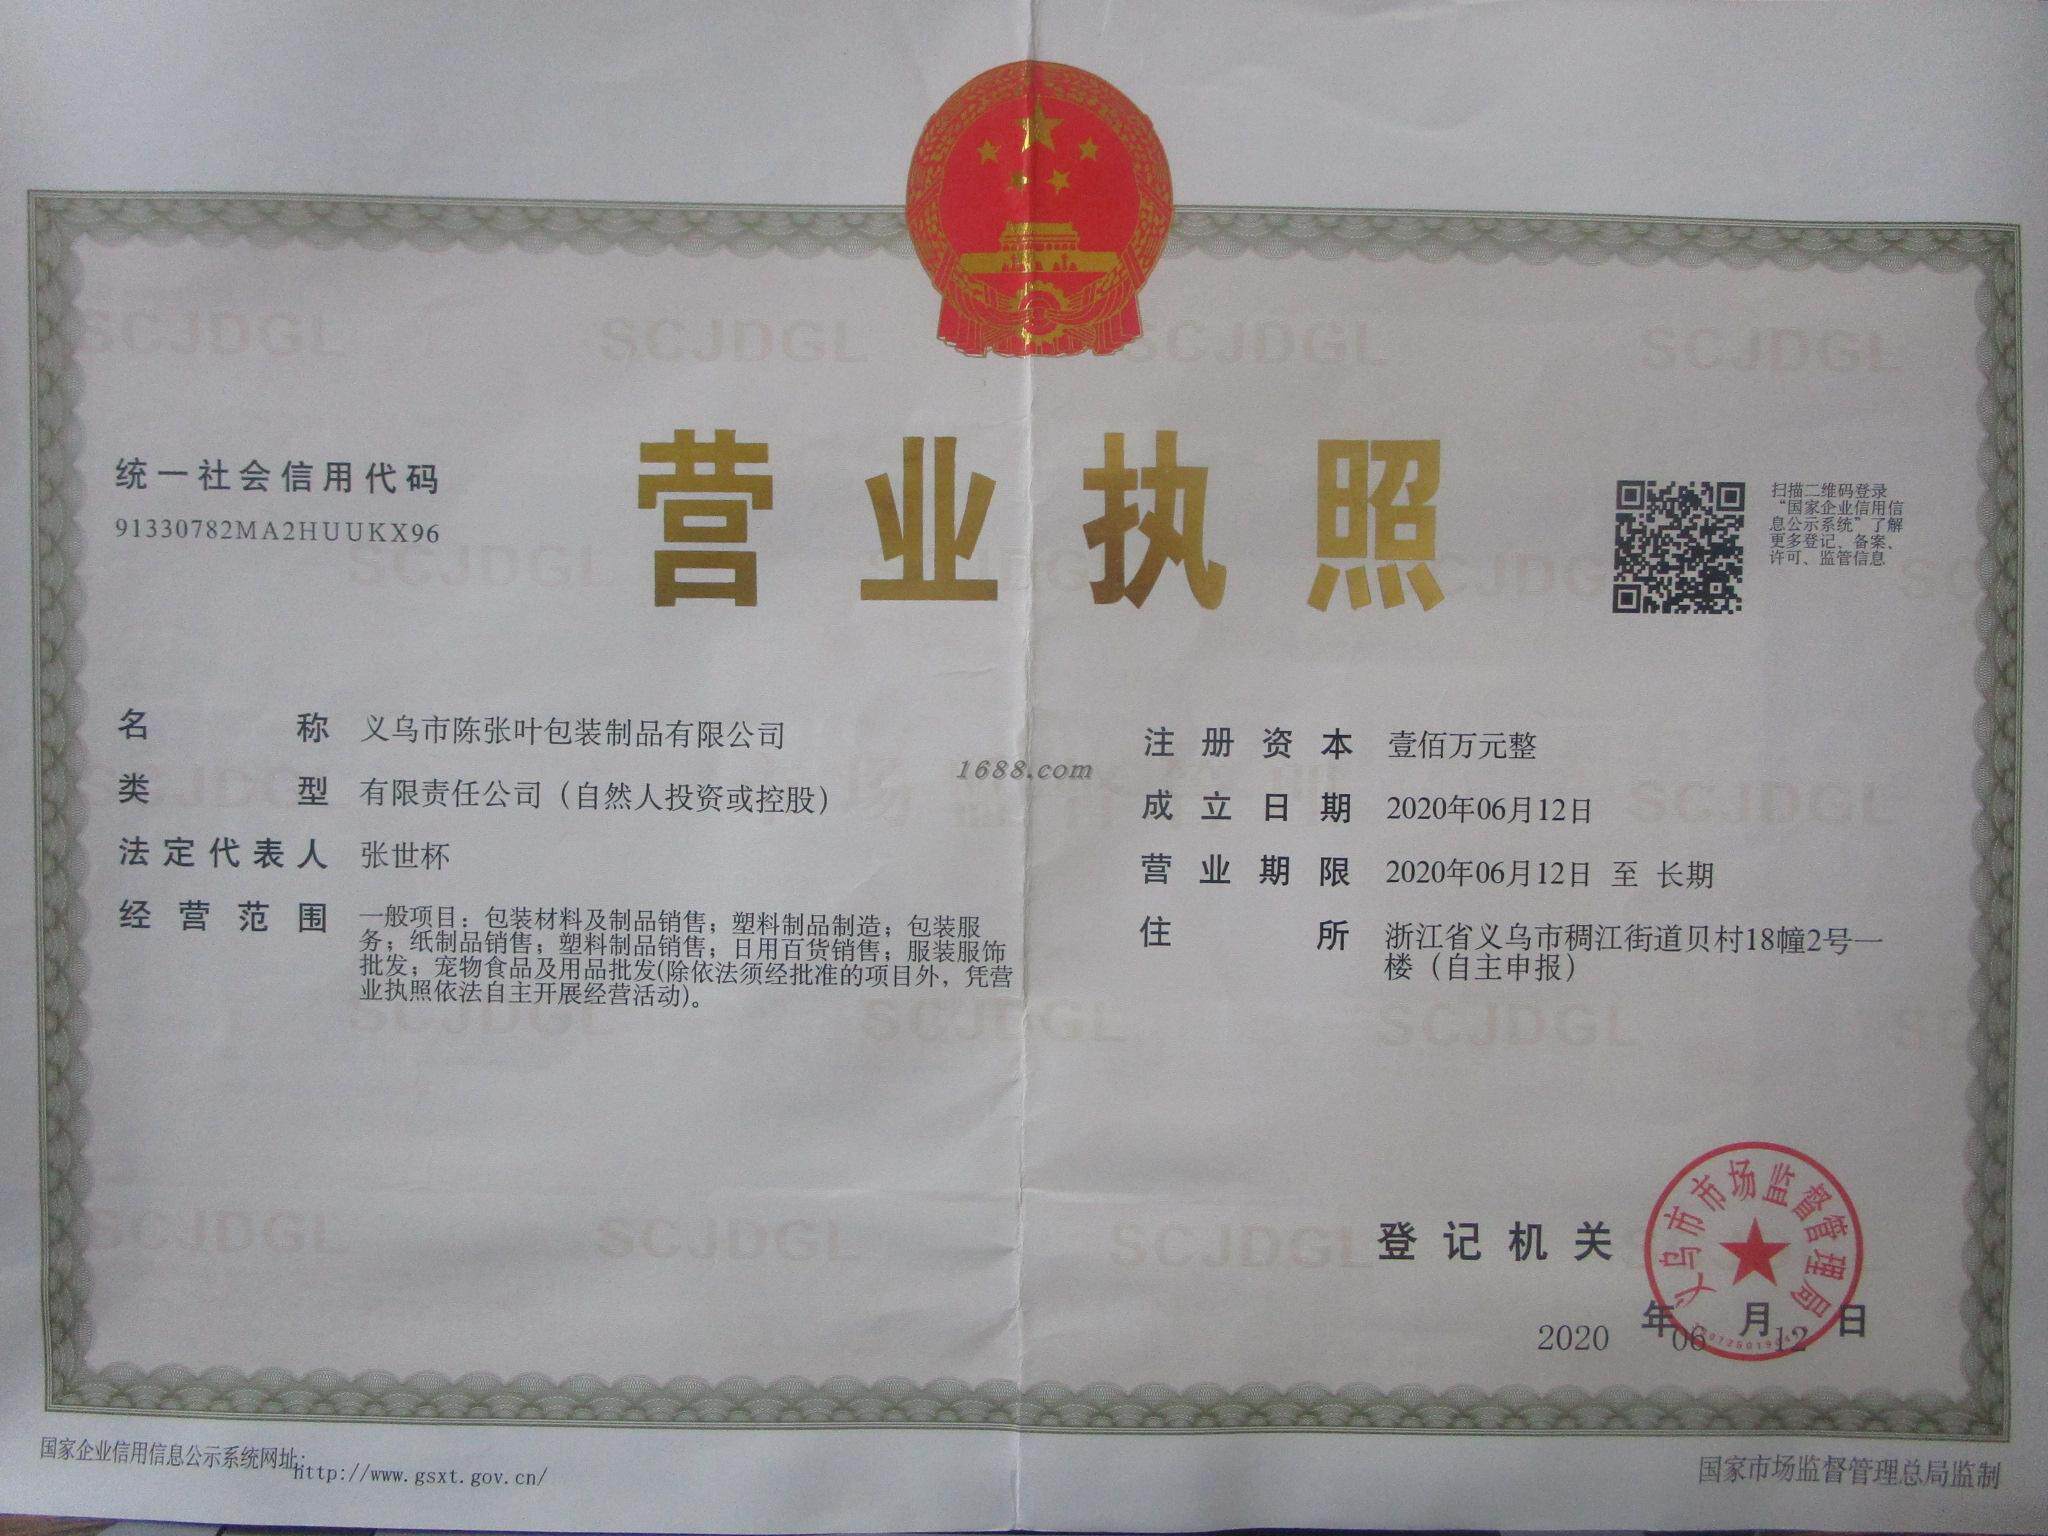 营业执照
统一社会信用代码
91330782MA2HUUKX96
扫描二维码登录
“国家企业信用信
息公示系统”了解
更多登记、备案、
许可、监管信息
名称 义乌市陈张叶包装制品有限公司
类型 有限责任公司（自然人投资或控股）
法定代表人 张世杯
经营范围 一般项目：包装材料及制品销售；塑料制品制造；包装服
务；纸制品销售；塑料制品销售；日用百货销售；服装服饰
批发；宠物食品及用品批发(除依法须经批准的项目外，凭营
业执照依法自主开展经营活动)。
1688.com
注册资本 壹佰万元整
成立日期 2020年06月12日
营业期限 2020年06月12日 至 长期
住所 浙江省义乌市稠江街道贝村18幢2号一
楼（自主申报）
登记机关
义乌市市场监督管理局
2020 年 06 月 12 日
国家企业信用信息公示系统网址：http://www.gsxt.gov.cn/
国家市场监督管理总局监制
SCJDGL